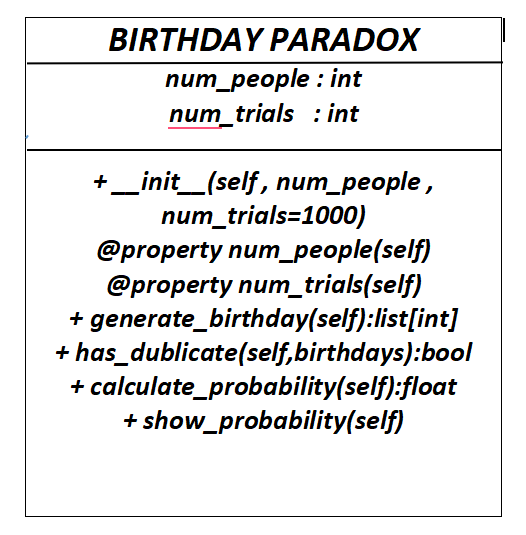 BIRTHDAY PARADOX
num_people : int
num_trials : int
+ __init__(self , num_people ,
num_trials=1000)
@property num_people(self)
@property num_trials(self)
+ generate_birthday(self):list[int]
+ has_dublicate(self,birthdays):bool
+ calculate_probability(self):float
+ show_probability(self)